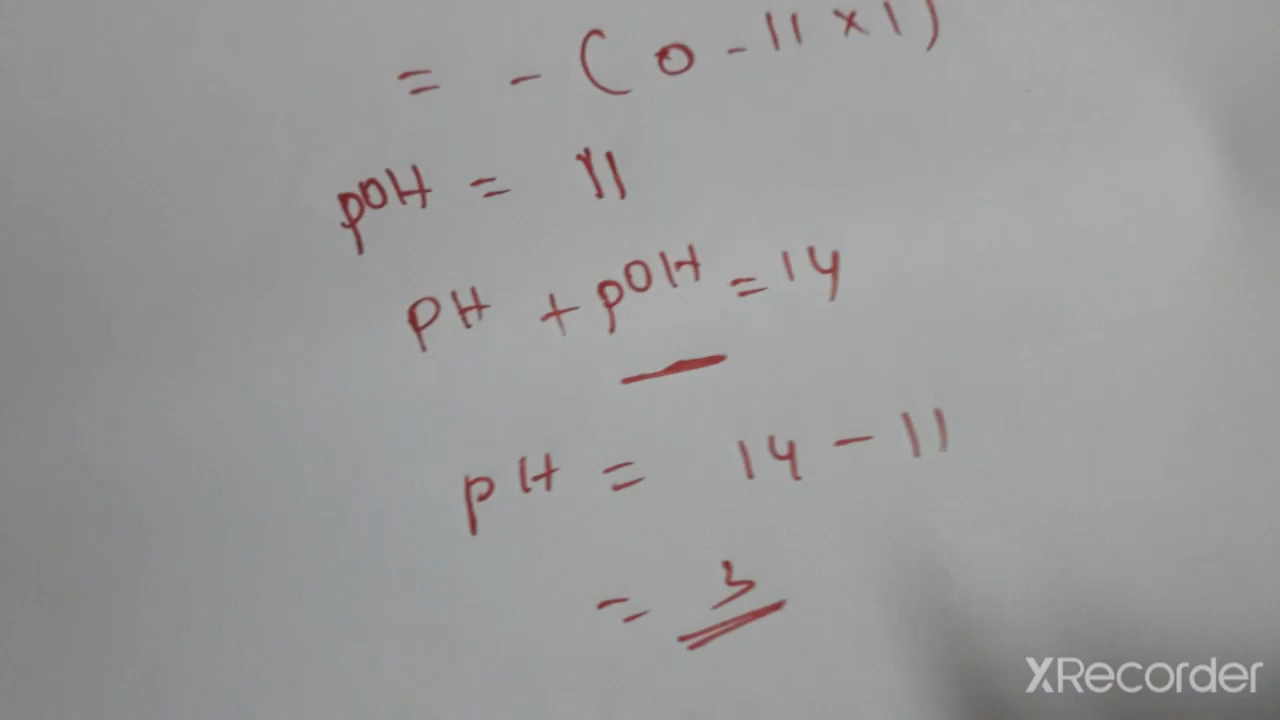 = - ( 0 - 11 × 1 )
pOH = 11
PH + pOH = 14
pH = 14 - 11
= 3
XRecorder